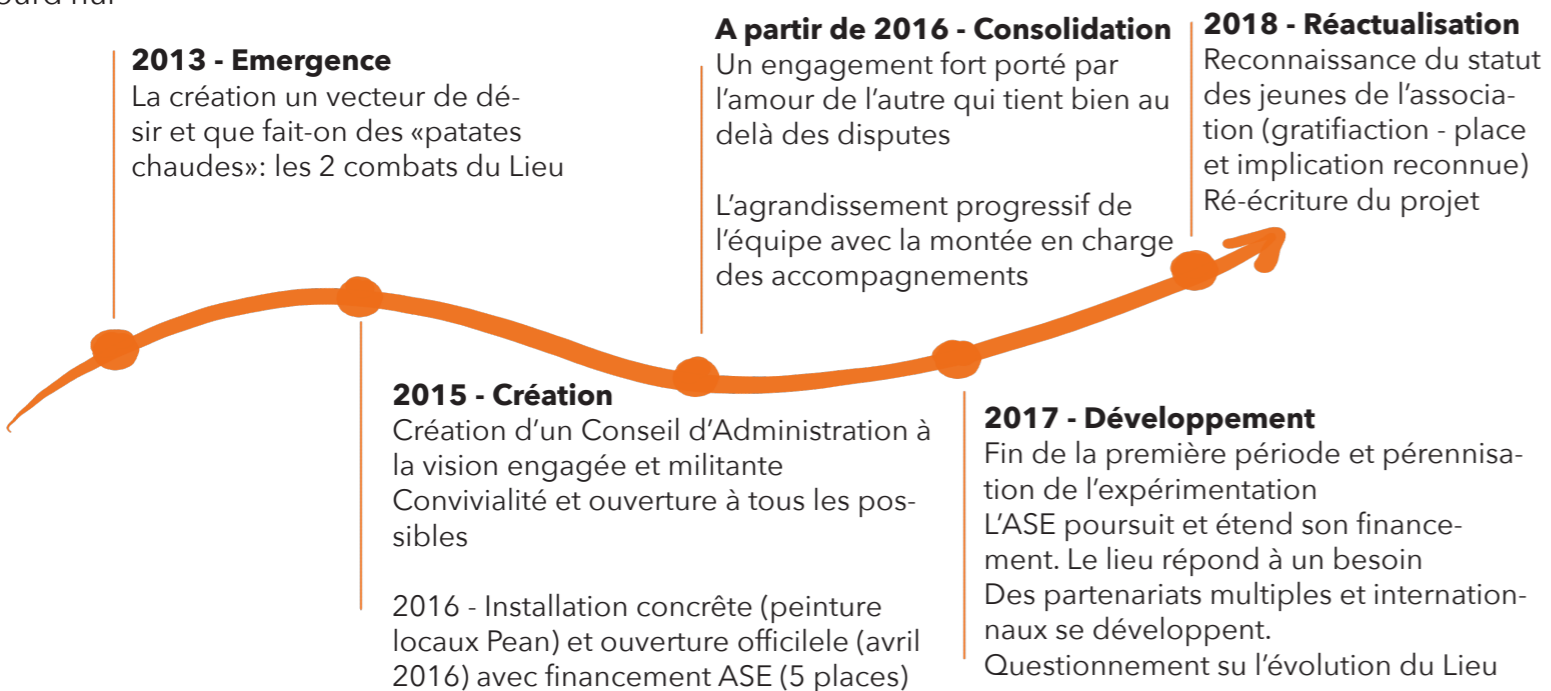 2013 - Emergence
La création un vecteur de dé-
sir et que fait-on des «patates
chaudes»: les 2 combats du Lieu
2015 - Création
Création d'un Conseil d'Administration à
la vision engagée et militante
Convivialité et ouverture à tous les pos-
sibles
2016 - Installation concrête (peinture
locaux Pean) et ouverture officilele (avril
2016) avec financement ASE (5 places)
A partir de 2016 - Consolidation
Un engagement fort porté par
l'amour de l'autre qui tient bien au
delà des disputes
L'agrandissement progressif de
l'équipe avec la montée en charge
des accompagnements
2017 - Développement
Fin de la première période et pérennisa-
tion de l'expérimentation
L'ASE poursuit et étend son finance-
ment. Le lieu répond à un besoin
Des partenariats multiples et internation-
naux se développent.
Questionnement su l'évolution du Lieu
2018 - Réactualisation
Reconnaissance du statut
des jeunes de l'associa-
tion (gratifiaction - place
et implication reconnue)
Ré-écriture du projet